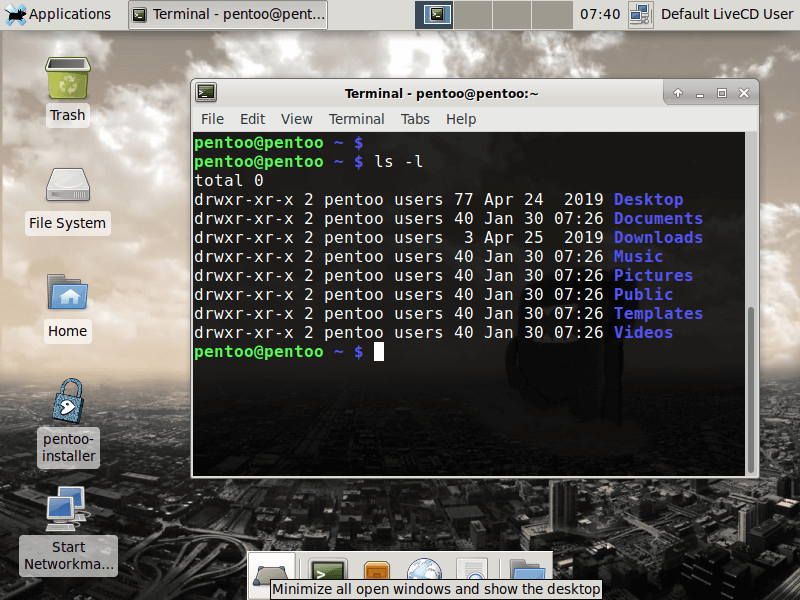 Applications
Terminal - pentoo@pent...
07:40
Default LiveCD User
Trash
File System
Home
pentoo-
installer
Start
Networkma...
Terminal - pentoo@pentoo:~
File Edit View Terminal Tabs Help
pentoo@pentoo ~ $
pentoo@pentoo ~ $ ls -l
total 0
drwxr-xr-x 2 pentoo users 77 Apr 24  2019 Desktop
drwxr-xr-x 2 pentoo users 40 Jan 30 07:26 Documents
drwxr-xr-x 2 pentoo users  3 Apr 25  2019 Downloads
drwxr-xr-x 2 pentoo users 40 Jan 30 07:26 Music
drwxr-xr-x 2 pentoo users 40 Jan 30 07:26 Pictures
drwxr-xr-x 2 pentoo users 40 Jan 30 07:26 Public
drwxr-xr-x 2 pentoo users 40 Jan 30 07:26 Templates
drwxr-xr-x 2 pentoo users 40 Jan 30 07:26 Videos
pentoo@pentoo ~ $
Minimize all open windows and show the desktop